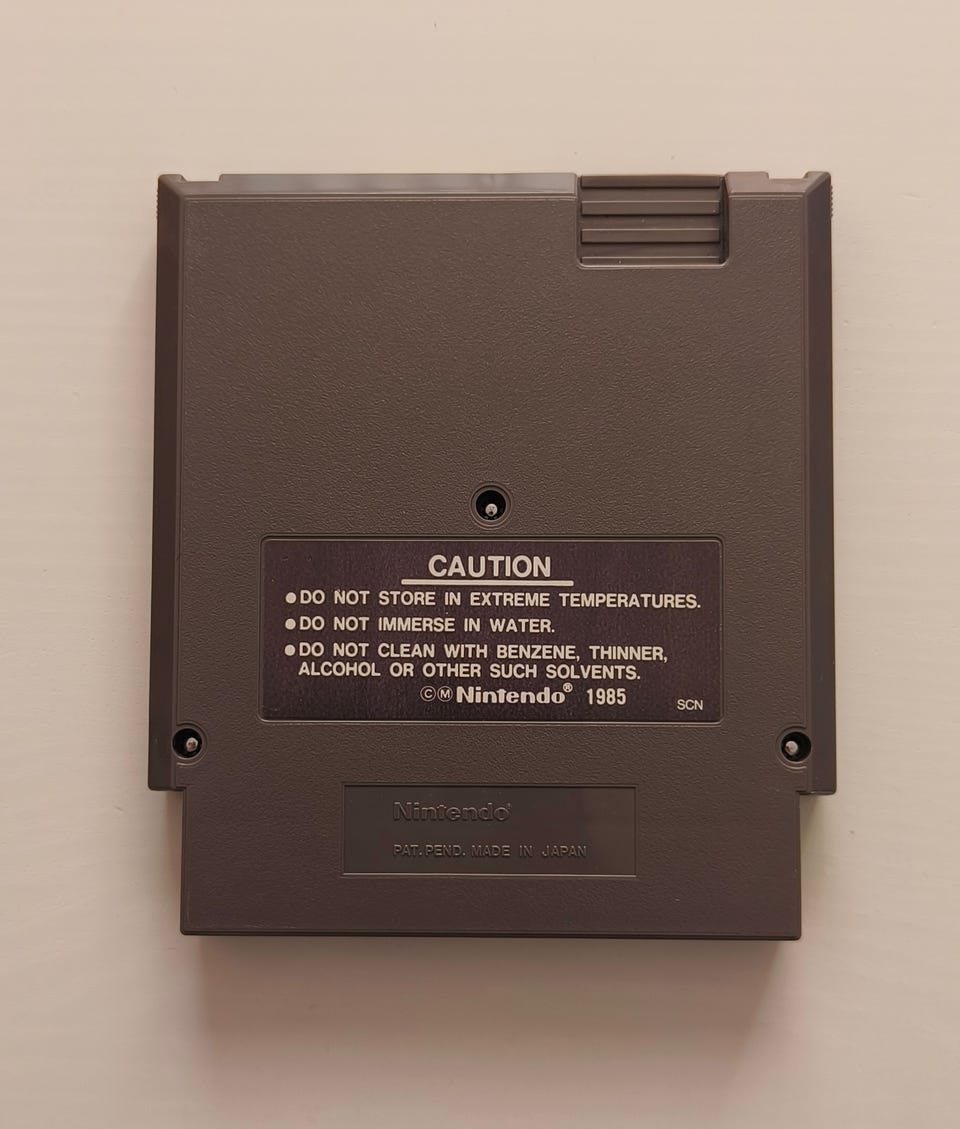 CAUTION
●DO NOT STORE IN EXTREME TEMPERATURES.
●DO NOT IMMERSE IN WATER.
●DO NOT CLEAN WITH BENZENE, THINNER,
ALCOHOL OR OTHER SUCH SOLVENTS.
©ⓂNintendo® 1985
SCN
Nintendo®
PAT. PEND. MADE IN JAPAN